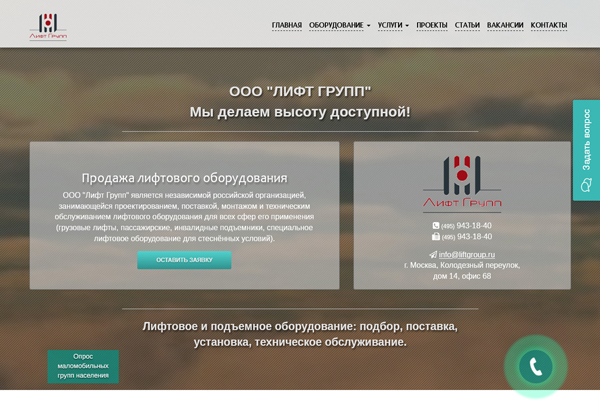 Лифт Групп
ГЛАВНАЯ ОБОРУДОВАНИЕ УСЛУГИ ПРОЕКТЫ СТАТЬИ ВАКАНСИИ КОНТАКТЫ
ООО "ЛИФТ ГРУПП"
Мы делаем высоту доступной!
Задать вопрос
Продажа лифтового оборудования
ООО "Лифт Групп" является независимой российской организацией,
занимающейся проектированием, поставкой, монтажом и техническим
обслуживанием лифтового оборудования для всех сфер его применения
(грузовые лифты, пассажирские, инвалидные подъемники, специальное
лифтовое оборудование для стеснённых условий).
ОСТАВИТЬ ЗАЯВКУ
Лифт Групп
(495) 943-18-40
(495) 943-18-40
info@liftgroup.ru
г. Москва, Колодезный переулок,
дом 14, офис 68
Лифтовое и подъемное оборудование: подбор, поставка,
установка, техническое обслуживание.
Опрос
маломобильных
групп населения